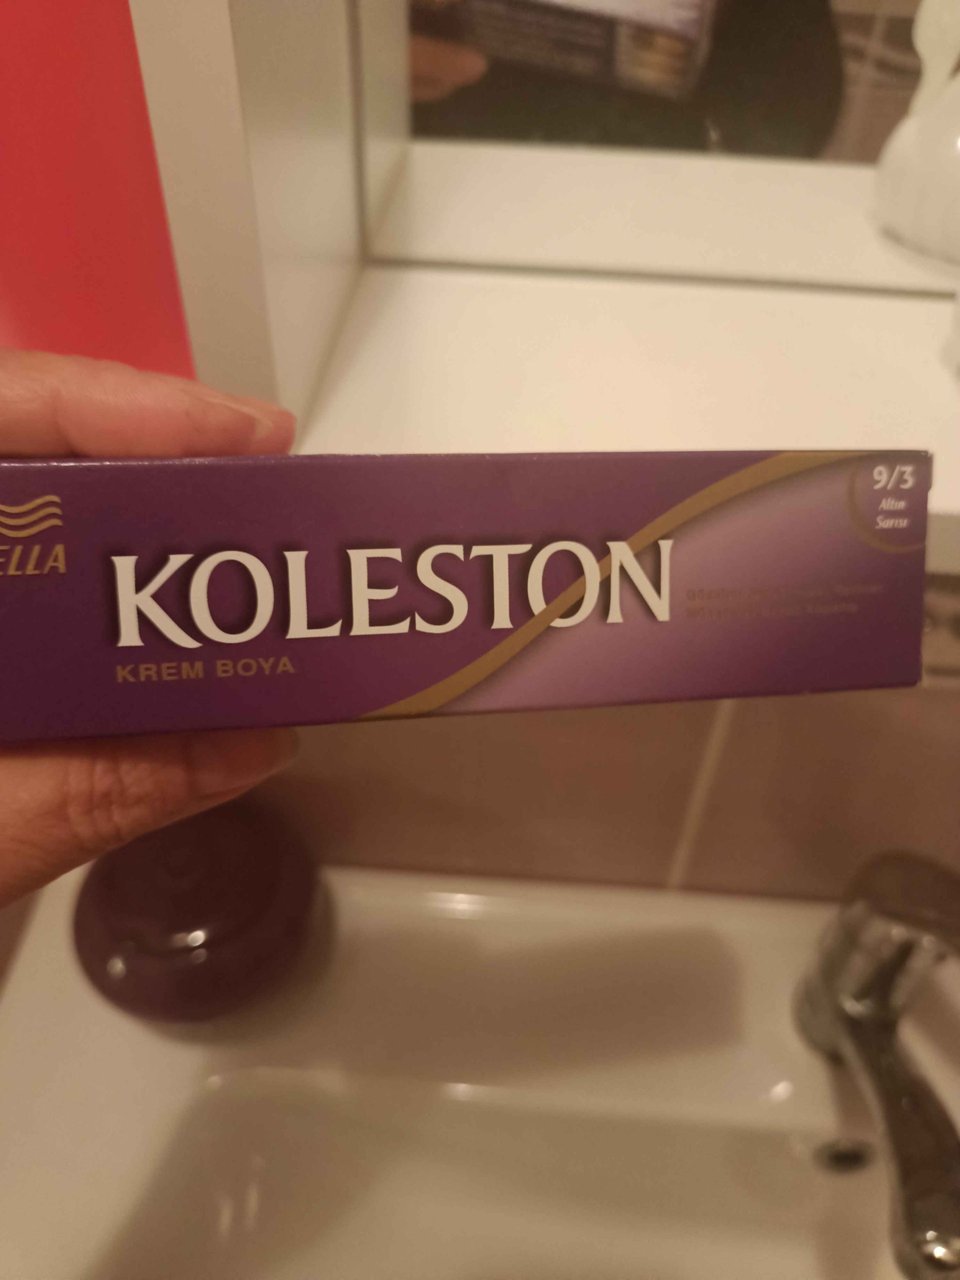 ELLA
KOLESTON
KREM BOYA
9/3
Altın
Sarısı